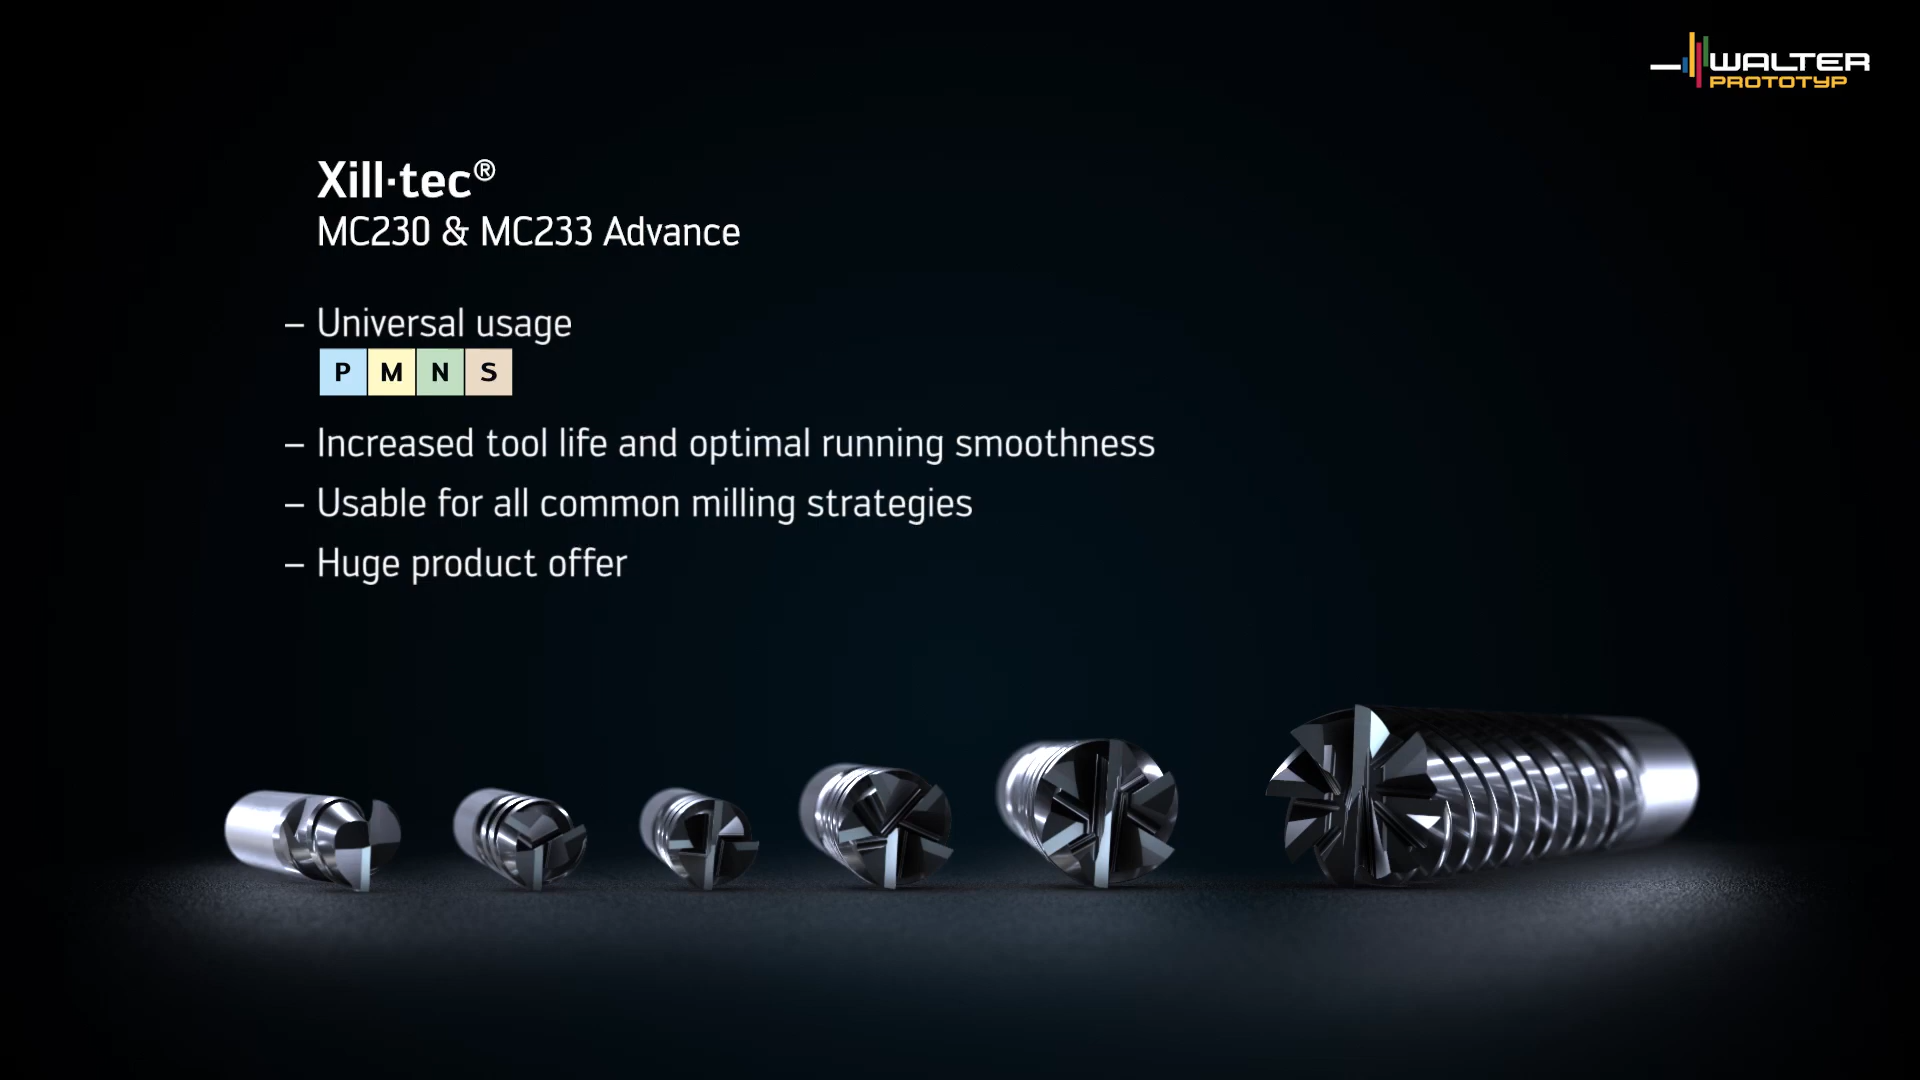 WALTER
PROTOTYP
Xill·tec®
MC230 & MC233 Advance
– Universal usage
P M N S
– Increased tool life and optimal running smoothness
– Usable for all common milling strategies
– Huge product offer